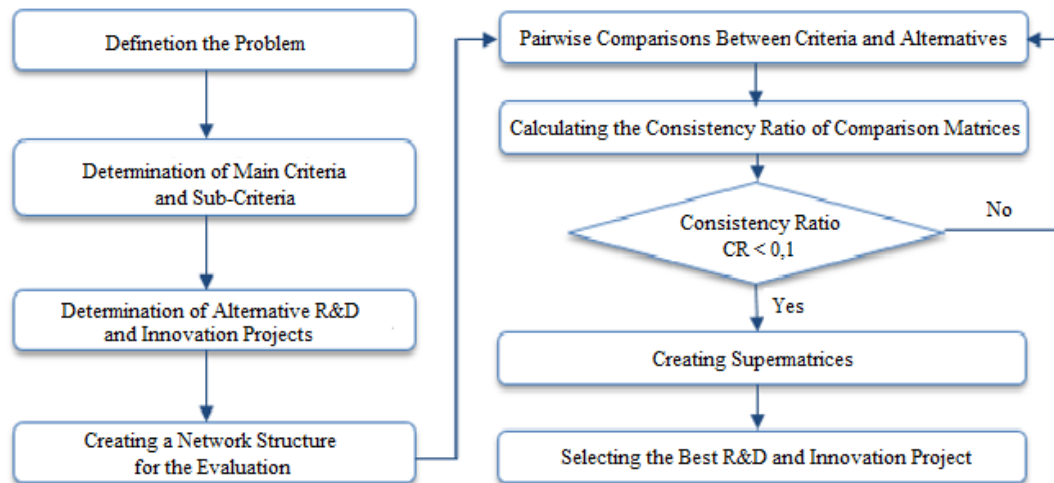 Definetion the Problem
Determination of Main Criteria
and Sub-Criteria
Determination of Alternative R&D
and Innovation Projects
Creating a Network Structure
for the Evaluation
Pairwise Comparisons Between Criteria and Alternatives
Calculating the Consistency Ratio of Comparison Matrices
Consistency Ratio
CR < 0,1
No
Yes
Creating Supermatrices
Selecting the Best R&D and Innovation Project